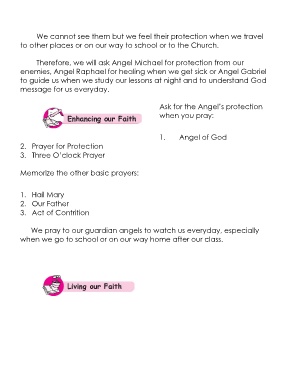 We cannot see them but we feel their protection when we travel
to other places or on our way to school or to the Church.
Therefore, we will ask Angel Michael for protection from our
enemies, Angel Raphael for healing when we get sick or Angel Gabriel
to guide us when we study our lessons at night and to understand God
message for us everyday.
Enhancing our Faith
Ask for the Angel's protection
when you pray:
1. Angel of God
2. Prayer for Protection
3. Three O'clock Prayer
Memorize the other basic prayers:
1. Hail Mary
2. Our Father
3. Act of Contrition
We pray to our guardian angels to watch us everyday, especially
when we go to school or on our way home after our class.
Living our Faith